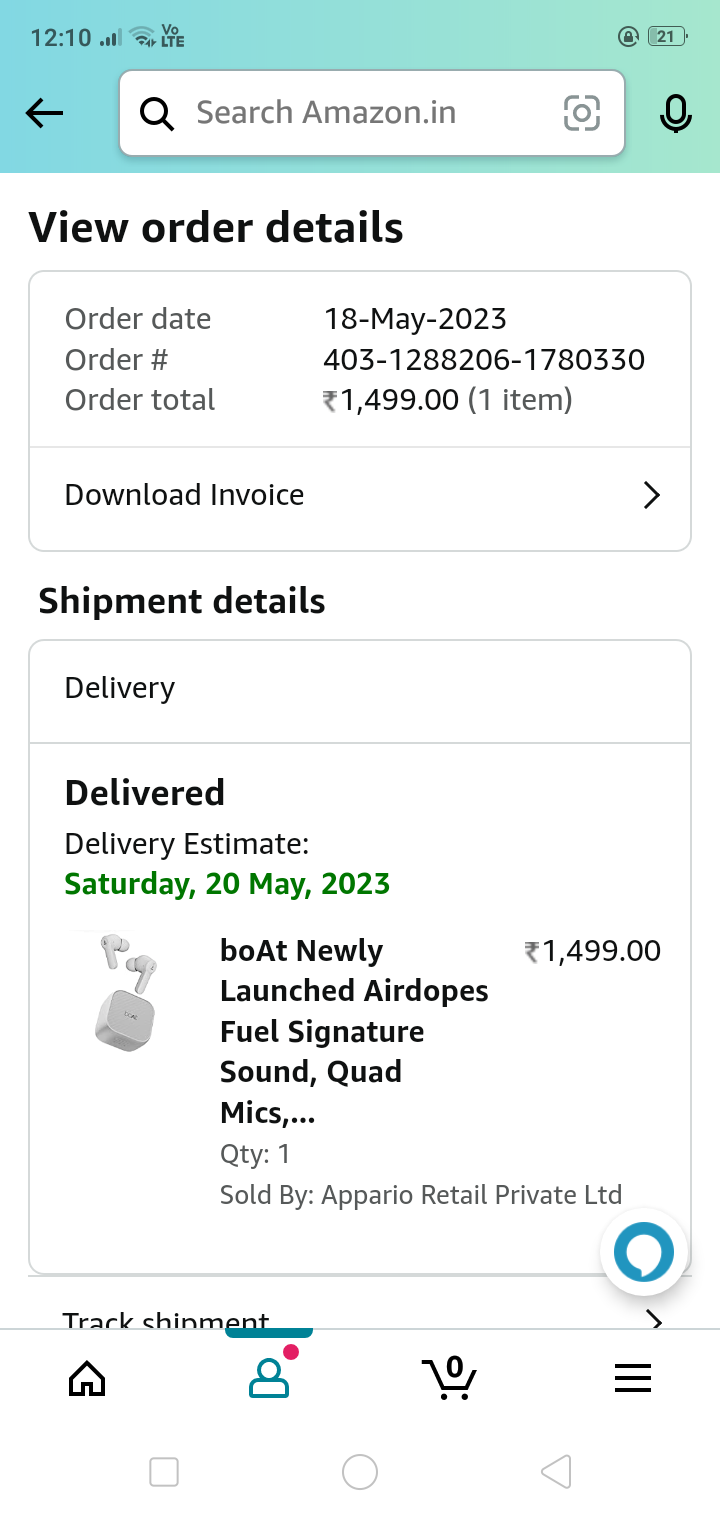 12:10 Vo LTE 21
Search Amazon.in
View order details
Order date 18-May-2023
Order # 403-1288206-1780330
Order total ₹1,499.00 (1 item)
Download Invoice
Shipment details
Delivery
Delivered
Delivery Estimate:
Saturday, 20 May, 2023
boAt Newly ₹1,499.00
Launched Airdopes
Fuel Signature
Sound, Quad
Mics,...
Qty: 1
Sold By: Appario Retail Private Ltd
Track shipment
0